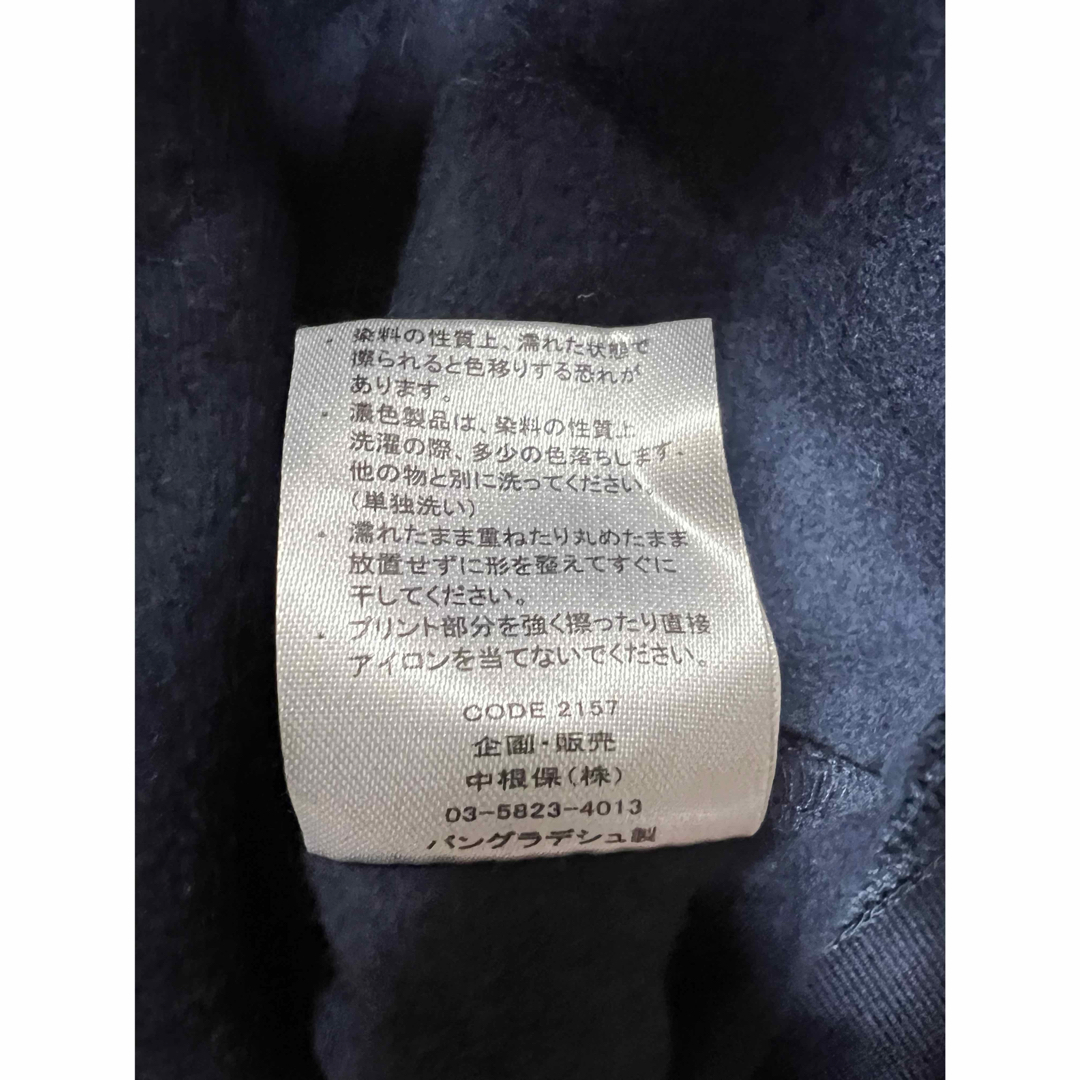 ・染料の性質上、濡れた状態で
擦られると色移りする恐れが
あります。
・濃色製品は、染料の性質上
洗濯の際、多少の色落ちします。
他の物と別に洗ってください。
(単独洗い)
・濡れたまま重ねたり丸めたまま
放置せずに形を整えてすぐに
干してください。
・プリント部分を強く擦ったり直接
アイロンを当てないでください。
CODE 2157
企画・販売
中根保(株)
03-5823-4013
バングラデシュ製